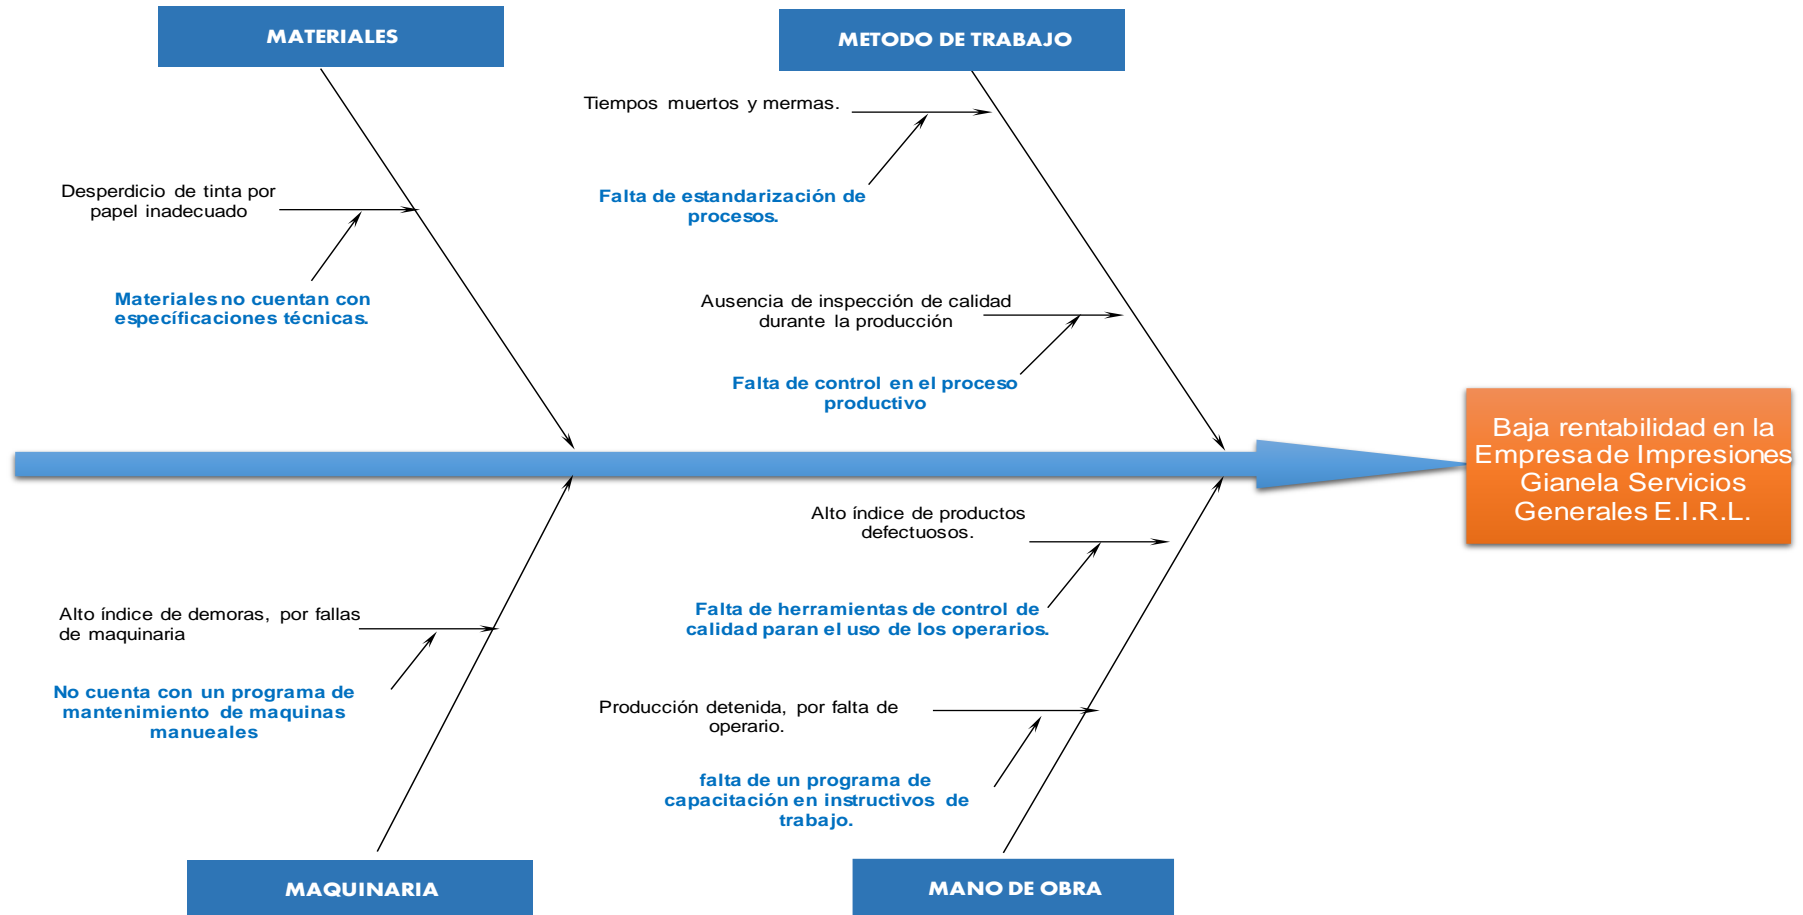 MATERIALES
METODO DE TRABAJO
Tiempos muertos y mermas.
Desperdicio de tinta por
papel inadecuado
Falta de estandarización de
procesos.
Materiales no cuentan con
específicaciones técnicas.
Ausencia de inspección de calidad
durante la producción
Falta de control en el proceso
productivo
Baja rentabilidad en la
Empresa de Impresiones
Gianela Servicios
Generales E.I.R.L.
Alto índice de productos
defectuosos.
Alto índice de demoras, por fallas
de maquinaria
Falta de herramientas de control de
calidad paran el uso de los operarios.
No cuenta con un programa de
mantenimiento de maquinas
manueales
Producción detenida, por falta de
operario.
falta de un programa de
capacitación en instructivos de
trabajo.
MAQUINARIA
MANO DE OBRA